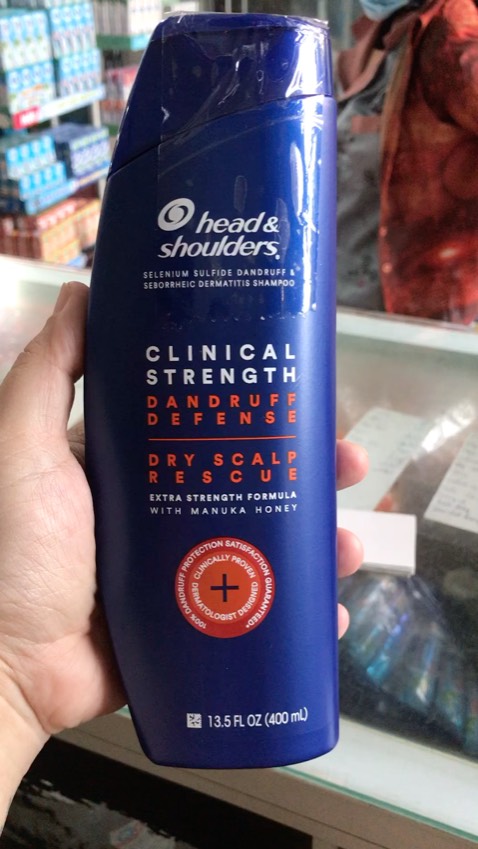 head &
shoulders
SELENIUM SULFIDE DANDRUFF &
SEBORRHEIC DERMATITIS SHAMPOO
CLINICAL
STRENGTH
DANDRUFF
DEFENSE
DRY SCALP
RESCUE
EXTRA STRENGTH FORMULA
WITH MANUKA HONEY
100% DANDRUFF PROTECTION SATISFACTION GUARANTEED*
CLINICALLY PROVEN
DERMATOLOGIST DESIGNED
13.5 FL OZ (400 mL)